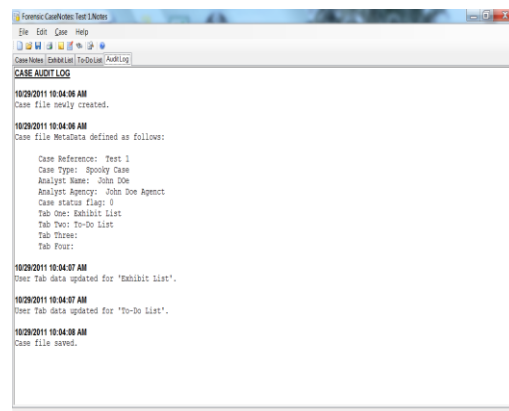 Forensic CaseNotes: Test 1.Notes
File Edit Case Help
Case Notes Exhibit List To-Do List Audit Log
CASE AUDIT LOG
10/29/2011 10:04:06 AM
Case file newly created.
10/29/2011 10:04:06 AM
Case file MetaData defined as follows:
Case Reference: Test 1
Case Type: Spooky Case
Analyst Name: John DOe
Analyst Agency: John Doe Agenct
Case status flag: 0
Tab One: Exhibit List
Tab Two: To-Do List
Tab Three:
Tab Four:
10/29/2011 10:04:07 AM
User Tab data updated for 'Exhibit List'.
10/29/2011 10:04:07 AM
User Tab data updated for 'To-Do List'.
10/29/2011 10:04:08 AM
Case file saved.